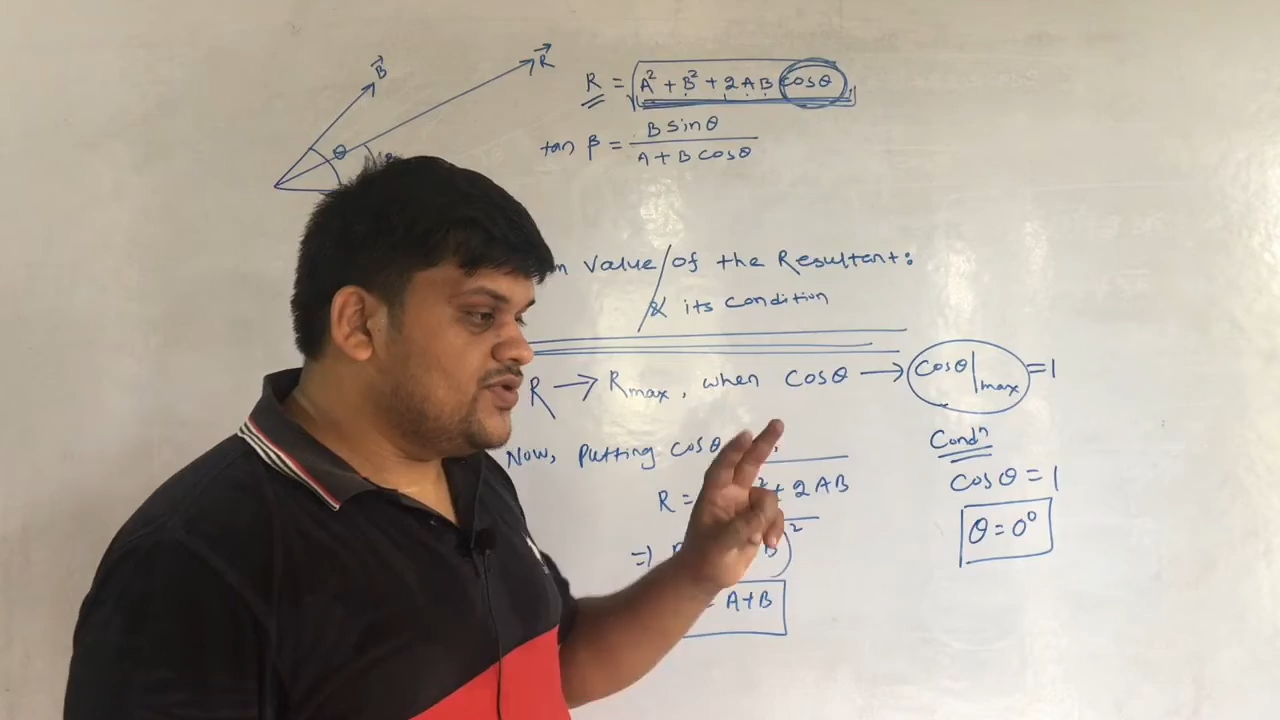 B⃗
R⃗
θ
R = √A² + B² + 2AB cosθ
tan β = B sinθ / A + B cosθ
Value / of the Resultant:
& its condition
R → Rmax, when cosθ → cosθ|max = 1
Now, putting cosθ
R = + 2AB
⇒ B)²
= A+B
Condⁿ
cosθ = 1
θ = 0°